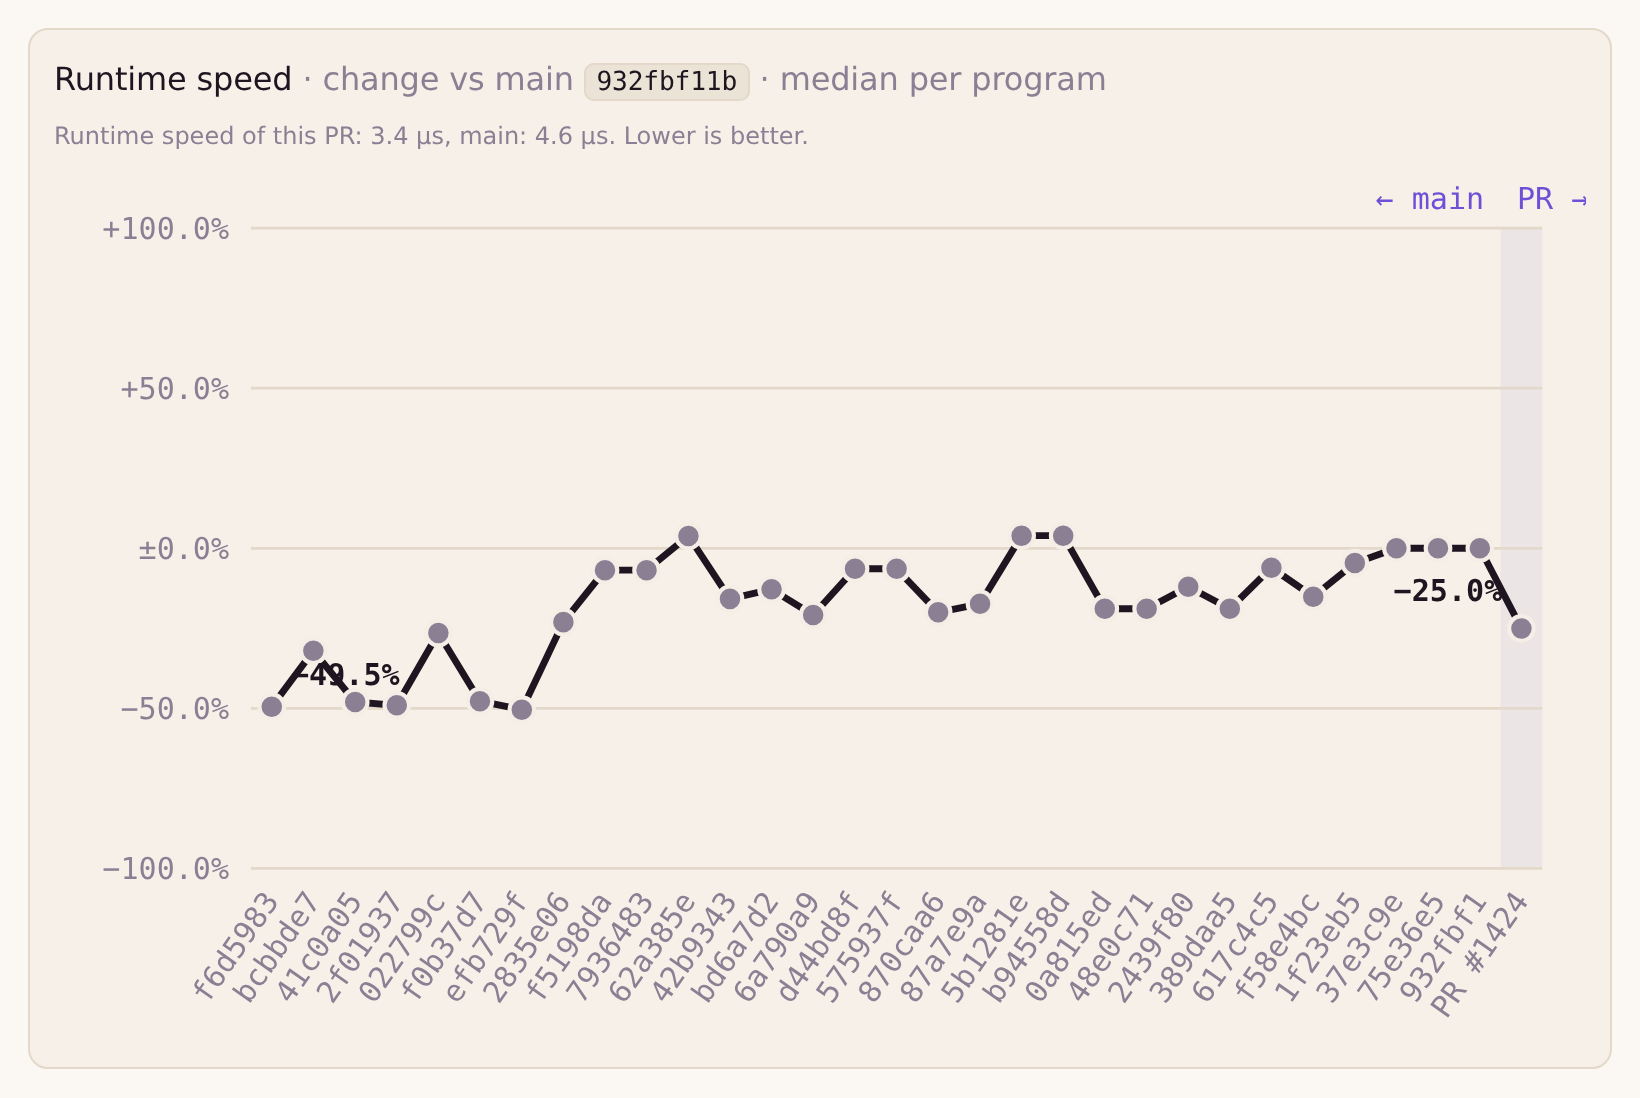 Runtime speed · change vs main 932fbf11b · median per program
Runtime speed of this PR: 3.4 µs, main: 4.6 µs. Lower is better.
← main PR →
+100.0%
+50.0%
±0.0%
−25.0%
−49.5%
−50.0%
−100.0%
f6d5983
bcbbde7
41c0a05
2f01937
022799c
f0b37d7
efb729f
2835e06
f5198da
7936483
62a385e
42b9343
bd6a7d2
6a790a9
d44bd8f
575937f
870caa6
87a7e9a
5b1281e
b94558d
0a815ed
48e0c71
2439f80
389daa5
617c4c5
f58e4bc
1f23eb5
37e3c9e
75e36e5
932fbf1
PR #1424